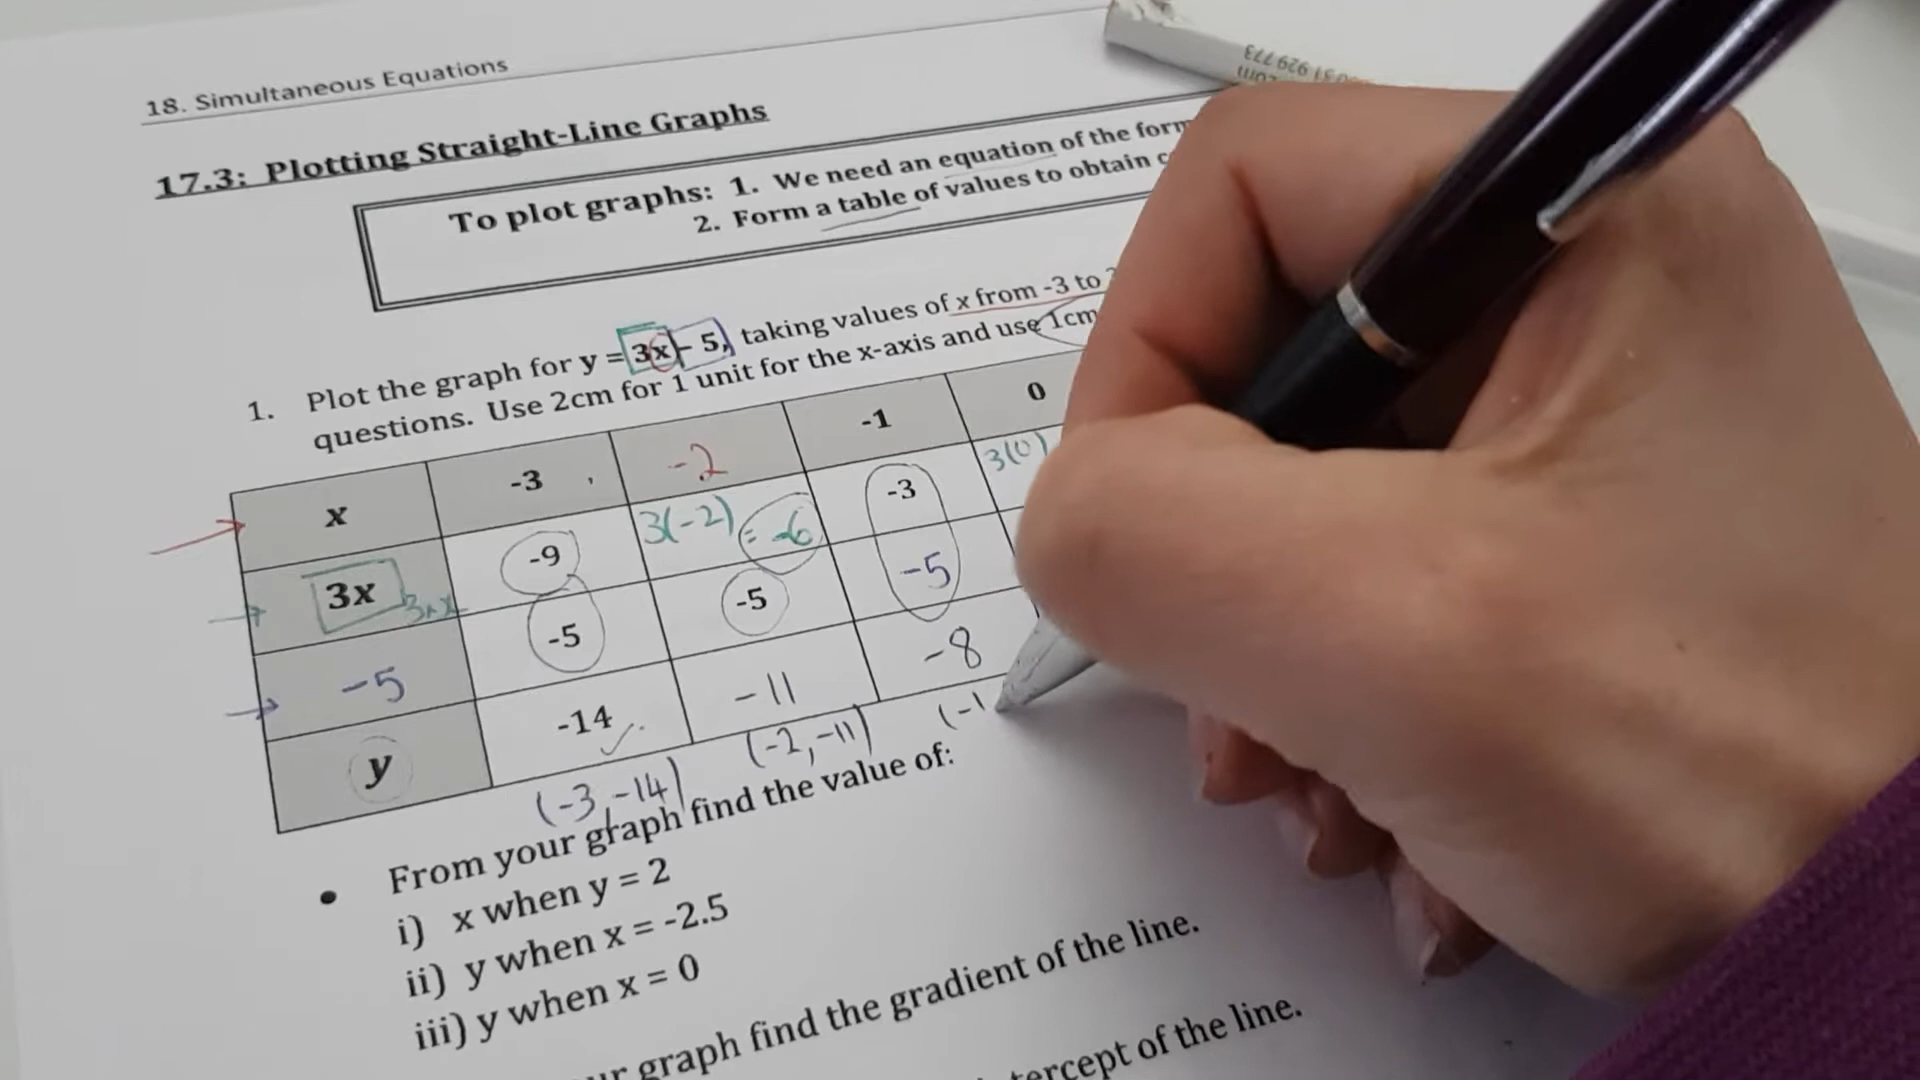 18. Simultaneous Equations
17.3: Plotting Straight-Line Graphs
To plot graphs: 1. We need an equation of the form
2. Form a table of values to obtain
1. Plot the graph for y = 3x - 5, taking values of x from -3 to
questions. Use 2cm for 1 unit for the x-axis and use 1cm
x -3 -2 -1 0
3x 3xx -9 3(-2) = -6 -3 3(0)
-5 -5 -5 -5
y -14 -11 -8
(-3,-14) (-2,-11) (-1
From your graph find the value of:
i) x when y = 2
ii) y when x = -2.5
iii) y when x = 0
graph find the gradient of the line.
of the line.